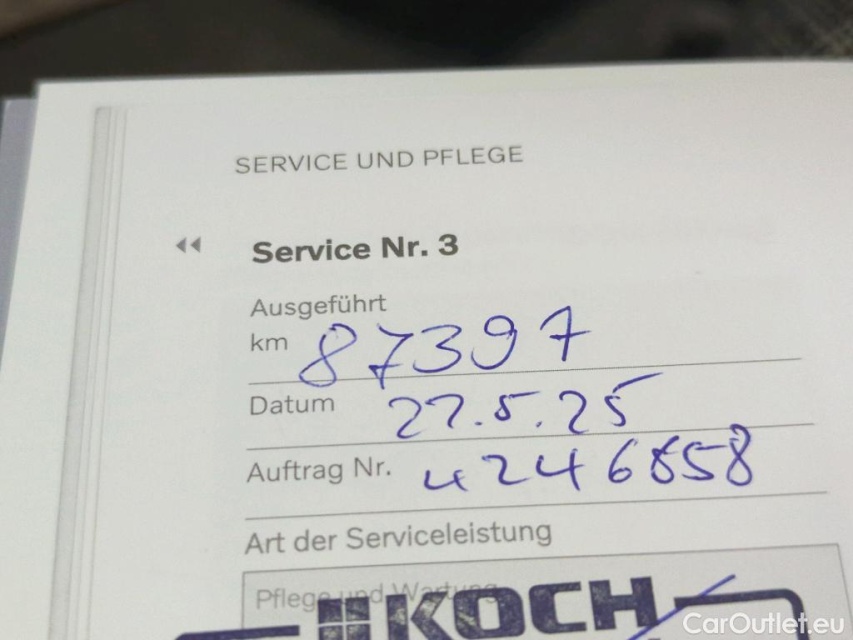 SERVICE UND PFLEGE
Service Nr. 3
Ausgeführt
km 87397
Datum 22.5.25
Auftrag Nr. 4246858
Art der Serviceleistung
Pflege und Wartung
KOCH
CarOutlet.eu